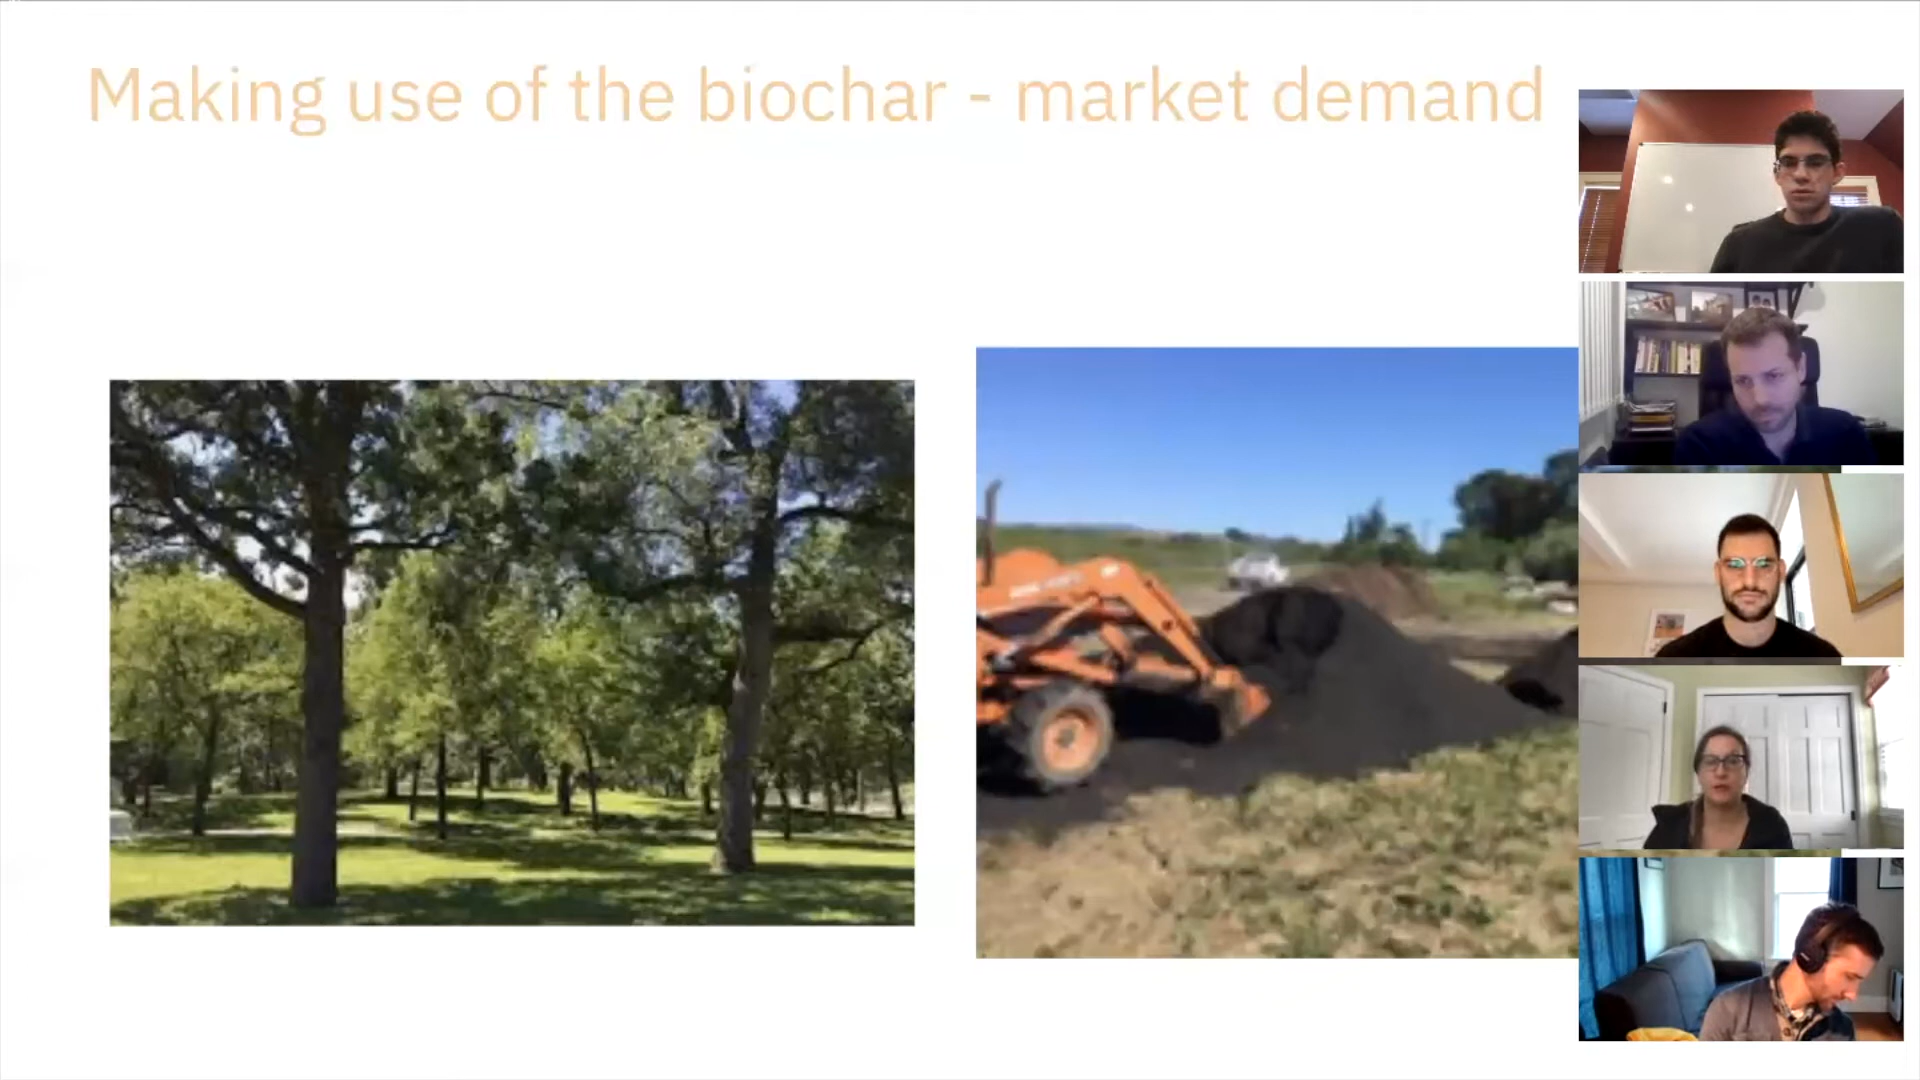 Making use of the biochar - market demand